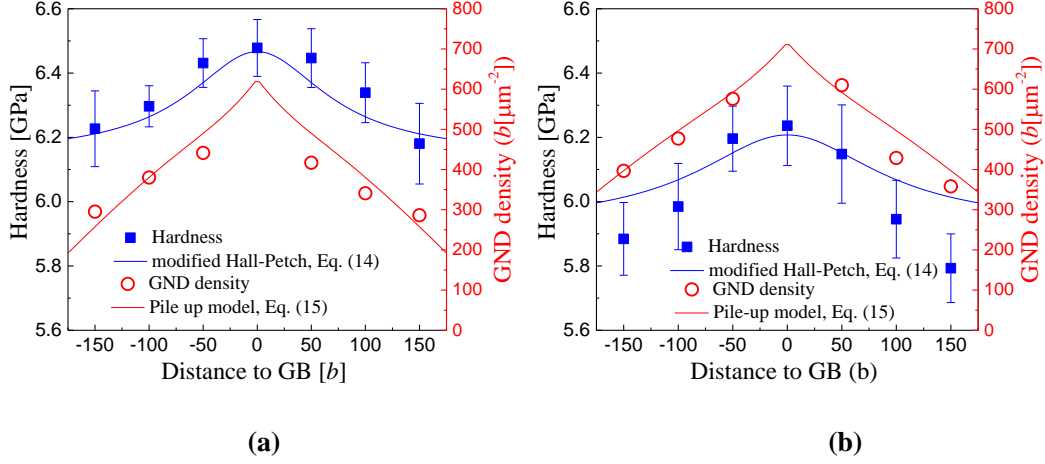 6.6
6.4
6.2
6.0
5.8
5.6
Hardness [GPa]
800
700
600
500
400
300
200
100
0
GND density (b[μm⁻²])
Hardness
modified Hall-Petch, Eq. (14)
GND density
Pile up model, Eq. (15)
-150 -100 -50 0 50 100 150
Distance to GB [b]
(a)
6.6
6.4
6.2
6.0
5.8
5.6
Hardness [GPa]
800
700
600
500
400
300
200
100
0
GND density (b[μm⁻²])
Hardness
modified Hall-Petch, Eq. (14)
GND density
Pile-up model, Eq. (15)
-150 -100 -50 0 50 100 150
Distance to GB (b)
(b)